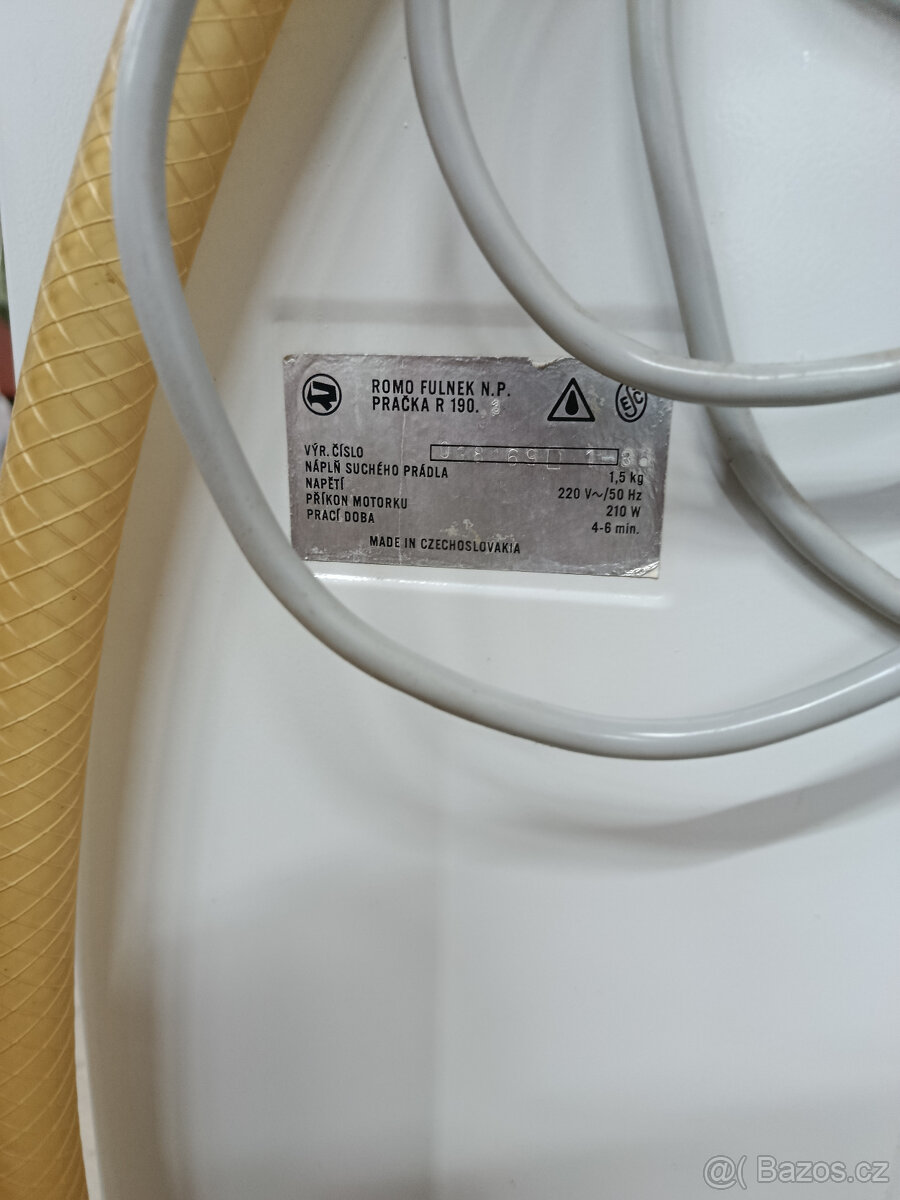 ROMO FULNEK N.P.
PRAČKA R 190.
VÝR. ČÍSLO
NÁPLŇ SUCHÉHO PRÁDLA 1,5 kg
NAPĚTÍ 220 V~/50 Hz
PŘÍKON MOTORKU 210 W
PRACÍ DOBA 4-6 min.
MADE IN CZECHOSLOVAKIA
@( Bazos.cz